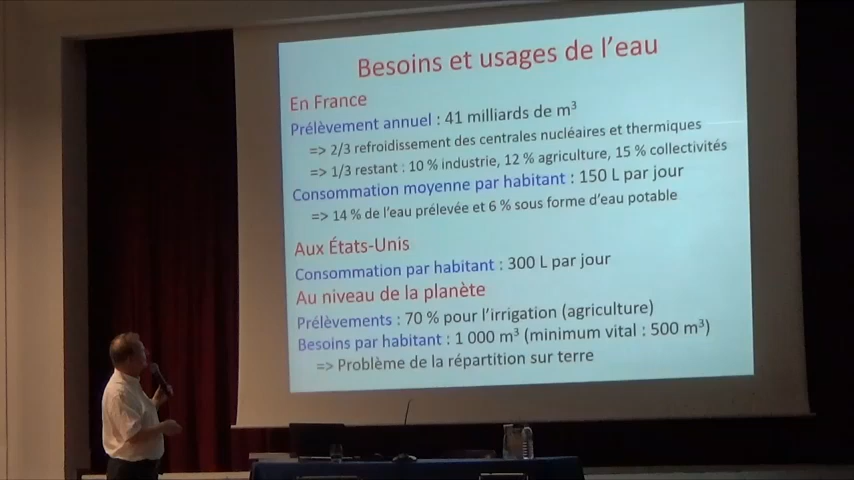 Besoins et usages de l'eau
En France
Prélèvement annuel : 41 milliards de m³
=> 2/3 refroidissement des centrales nucléaires et thermiques
=> 1/3 restant : 10 % industrie, 12 % agriculture, 15 % collectivités
Consommation moyenne par habitant : 150 L par jour
=> 14 % de l'eau prélevée et 6 % sous forme d'eau potable
Aux États-Unis
Consommation par habitant : 300 L par jour
Au niveau de la planète
Prélèvements : 70 % pour l'irrigation (agriculture)
Besoins par habitant : 1 000 m³ (minimum vital : 500 m³)
=> Problème de la répartition sur terre